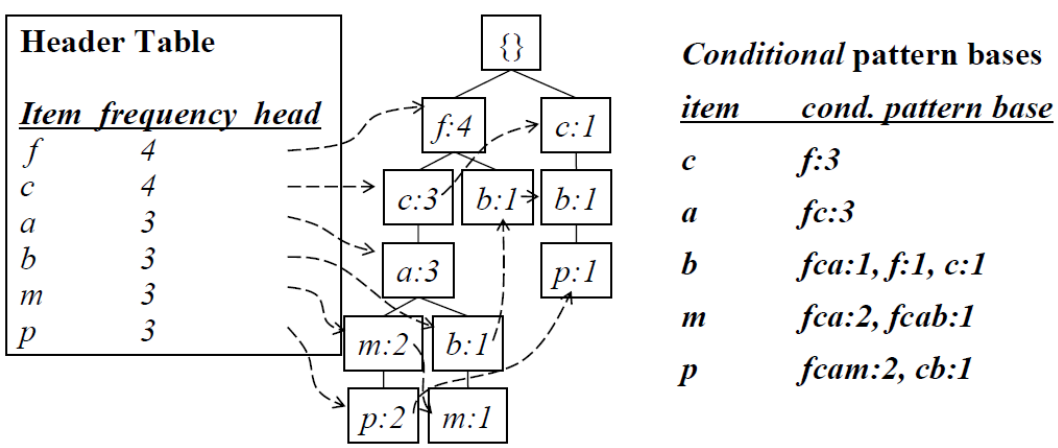 Header Table
Item frequency head
f 4
c 4
a 3
b 3
m 3
p 3
{}
f:4 c:1
c:3 b:1 b:1
a:3 p:1
m:2 b:1
p:2 m:1
Conditional pattern bases
item cond. pattern base
c f:3
a fc:3
b fca:1, f:1, c:1
m fca:2, fcab:1
p fcam:2, cb:1